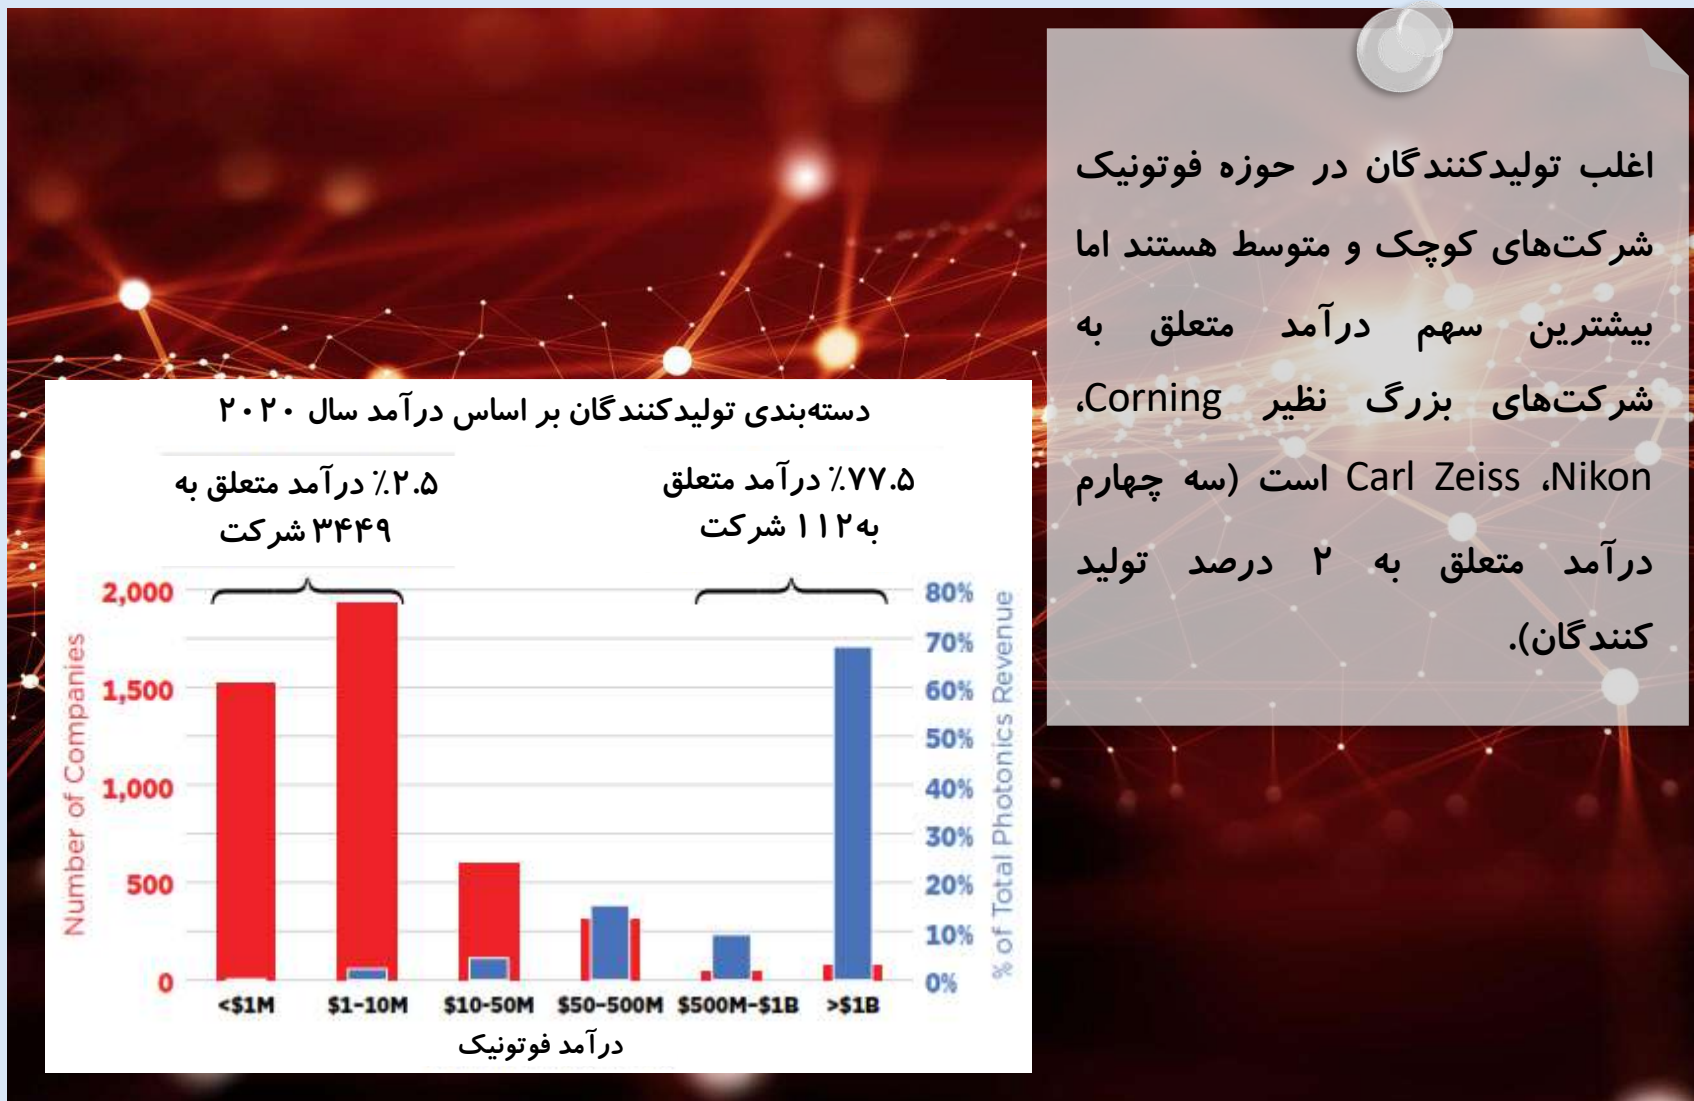 اغلب تولیدکنندگان در حوزه فوتونیک
شرکت‌های کوچک و متوسط هستند اما
بیشترین سهم درآمد متعلق به
شرکت‌های بزرگ نظیر Corning،
Carl Zeiss ،Nikon است (سه چهارم
درآمد متعلق به ۲ درصد تولید
کنندگان).
دسته‌بندی تولیدکنندگان بر اساس درآمد سال ۲۰۲۰
۷۷.۵٪ درآمد متعلق
به۱۱۲ شرکت
۲.۵٪ درآمد متعلق به
۳۴۴۹ شرکت
Number of Companies
2,000
1,500
1,000
500
0
80%
70%
60%
50%
40%
30%
20%
10%
0%
% of Total Photonics Revenue
<$1M $1-10M $10-50M $50-500M $500M-$1B >$1B
درآمد فوتونیک